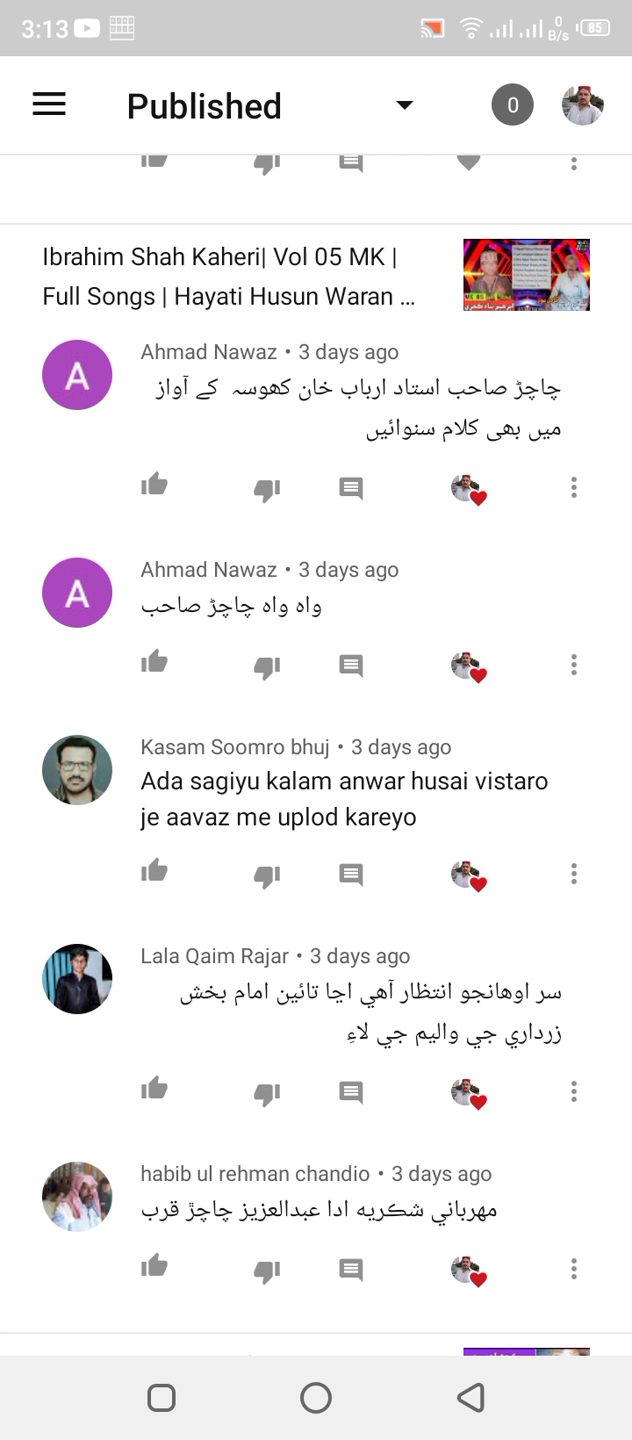 3:13
0
B/s
85
Published
0
Ibrahim Shah Kaheri| Vol 05 MK |
Full Songs | Hayati Husun Waran ...
A
Ahmad Nawaz • 3 days ago
چاچڑ صاحب استاد ارباب خان کھوسہ کے آواز
میں بھی کلام سنوائیں
A
Ahmad Nawaz • 3 days ago
واہ واہ چاچڑ صاحب
Kasam Soomro bhuj • 3 days ago
Ada sagiyu kalam anwar husai vistaro
je aavaz me uplod kareyo
Lala Qaim Rajar • 3 days ago
سر اوهانجو انتظار آهي اڃا تائين امام بخش
زرداري جي واليم جي لاءِ
habib ul rehman chandio • 3 days ago
مهرباني شڪريه ادا عبدالعزيز چاچڙ قرب